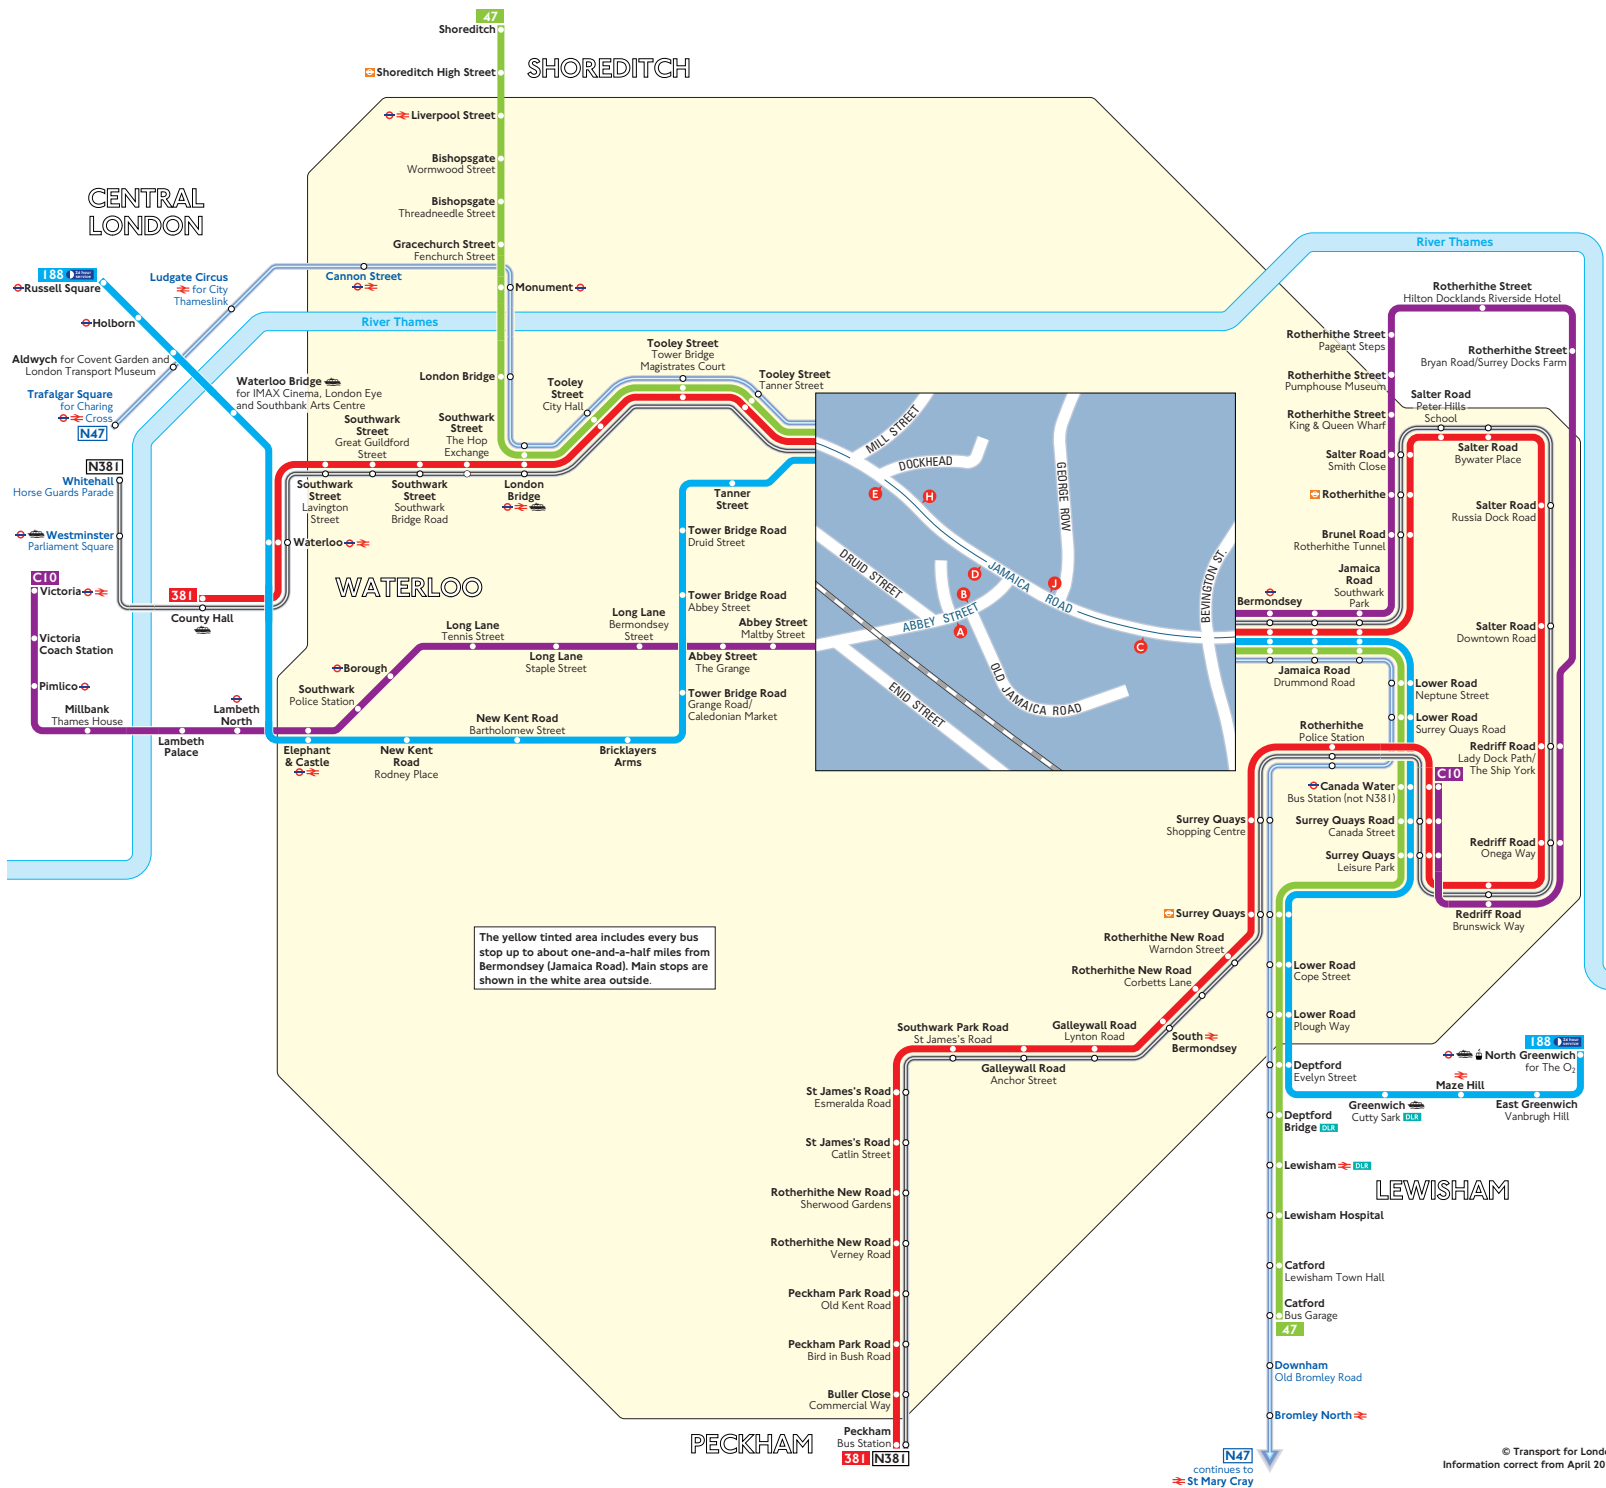 47
Shoreditch
SHOREDITCH
Shoreditch High Street
Liverpool Street
Bishopsgate
Wormwood Street
Bishopsgate
Threadneedle Street
Gracechurch Street
Fenchurch Street
Monument
London Bridge
CENTRAL
LONDON
188 24 hour
service
Russell Square
Holborn
Ludgate Circus
for City
Thameslink
Cannon Street
River Thames
Aldwych for Covent Garden and
London Transport Museum
Trafalgar Square
for Charing
Cross
N47
Waterloo Bridge
for IMAX Cinema, London Eye
and Southbank Arts Centre
N381
Whitehall
Horse Guards Parade
Westminster
Parliament Square
C10
Victoria
Victoria
Coach Station
Pimlico
Millbank
Thames House
Lambeth
Palace
Lambeth
North
381
County Hall
Waterloo
WATERLOO
Southwark
Street
Great Guildford
Street
Southwark
Street
Lavington
Street
Southwark
Street
Southwark
Bridge Road
Southwark
Street
The Hop
Exchange
London
Bridge
Tooley
Street
City Hall
Tooley Street
Tower Bridge
Magistrates Court
Tooley Street
Tanner Street
Tanner
Street
Tower Bridge Road
Druid Street
Tower Bridge Road
Abbey Street
Tower Bridge Road
Grange Road/
Caledonian Market
Borough
Southwark
Police Station
Long Lane
Tennis Street
Long Lane
Staple Street
Long Lane
Bermondsey
Street
Abbey Street
The Grange
Abbey Street
Maltby Street
Elephant
& Castle
New Kent
Road
Rodney Place
New Kent Road
Bartholomew Street
Bricklayers
Arms
MILL STREET
DOCKHEAD
GEORGE ROW
DRUID STREET
JAMAICA ROAD
ABBEY STREET
BEVINGTON ST.
OLD JAMAICA ROAD
ENID STREET
E
H
D
B
J
A
C
River Thames
Rotherhithe Street
Hilton Docklands Riverside Hotel
Rotherhithe Street
Pageant Steps
Rotherhithe Street
Bryan Road/Surrey Docks Farm
Rotherhithe Street
Pumphouse Museum
Rotherhithe Street
King & Queen Wharf
Salter Road
Peter Hills
School
Salter Road
Smith Close
Salter Road
Bywater Place
Rotherhithe
Salter Road
Russia Dock Road
Brunel Road
Rotherhithe Tunnel
Jamaica
Road
Southwark
Park
Bermondsey
Salter Road
Downtown Road
Jamaica Road
Drummond Road
Lower Road
Neptune Street
Lower Road
Surrey Quays Road
Rotherhithe
Police Station
Redriff Road
Lady Dock Path/
The Ship York
C10
Canada Water
Bus Station (not N381)
Surrey Quays
Shopping Centre
Surrey Quays Road
Canada Street
Surrey Quays
Leisure Park
Redriff Road
Onega Way
Redriff Road
Brunswick Way
Surrey Quays
Rotherhithe New Road
Warndon Street
Rotherhithe New Road
Corbetts Lane
South
Bermondsey
Galleywall Road
Lynton Road
Galleywall Road
Anchor Street
Southwark Park Road
St James's Road
St James's Road
Esmeralda Road
St James's Road
Catlin Street
Rotherhithe New Road
Sherwood Gardens
Rotherhithe New Road
Verney Road
Peckham Park Road
Old Kent Road
Peckham Park Road
Bird in Bush Road
Buller Close
Commercial Way
Peckham
Bus Station
381 N381
PECKHAM
The yellow tinted area includes every bus
stop up to about one-and-a-half miles from
Bermondsey (Jamaica Road). Main stops are
shown in the white area outside.
Lower Road
Cope Street
Lower Road
Plough Way
Deptford
Evelyn Street
Deptford
Bridge DLR
Lewisham DLR
LEWISHAM
Lewisham Hospital
Catford
Lewisham Town Hall
Catford
Bus Garage
47
Downham
Old Bromley Road
Bromley North
N47
continues to
St Mary Cray
188 24 hour
service
North Greenwich
for The O2
Maze Hill
Greenwich
Cutty Sark DLR
East Greenwich
Vanbrugh Hill
© Transport for Londo
Information correct from April 20